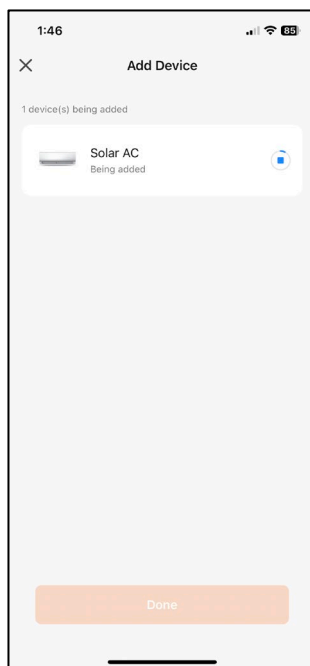 1:46
85
Add Device
1 device(s) being added
Solar AC
Being added
Done